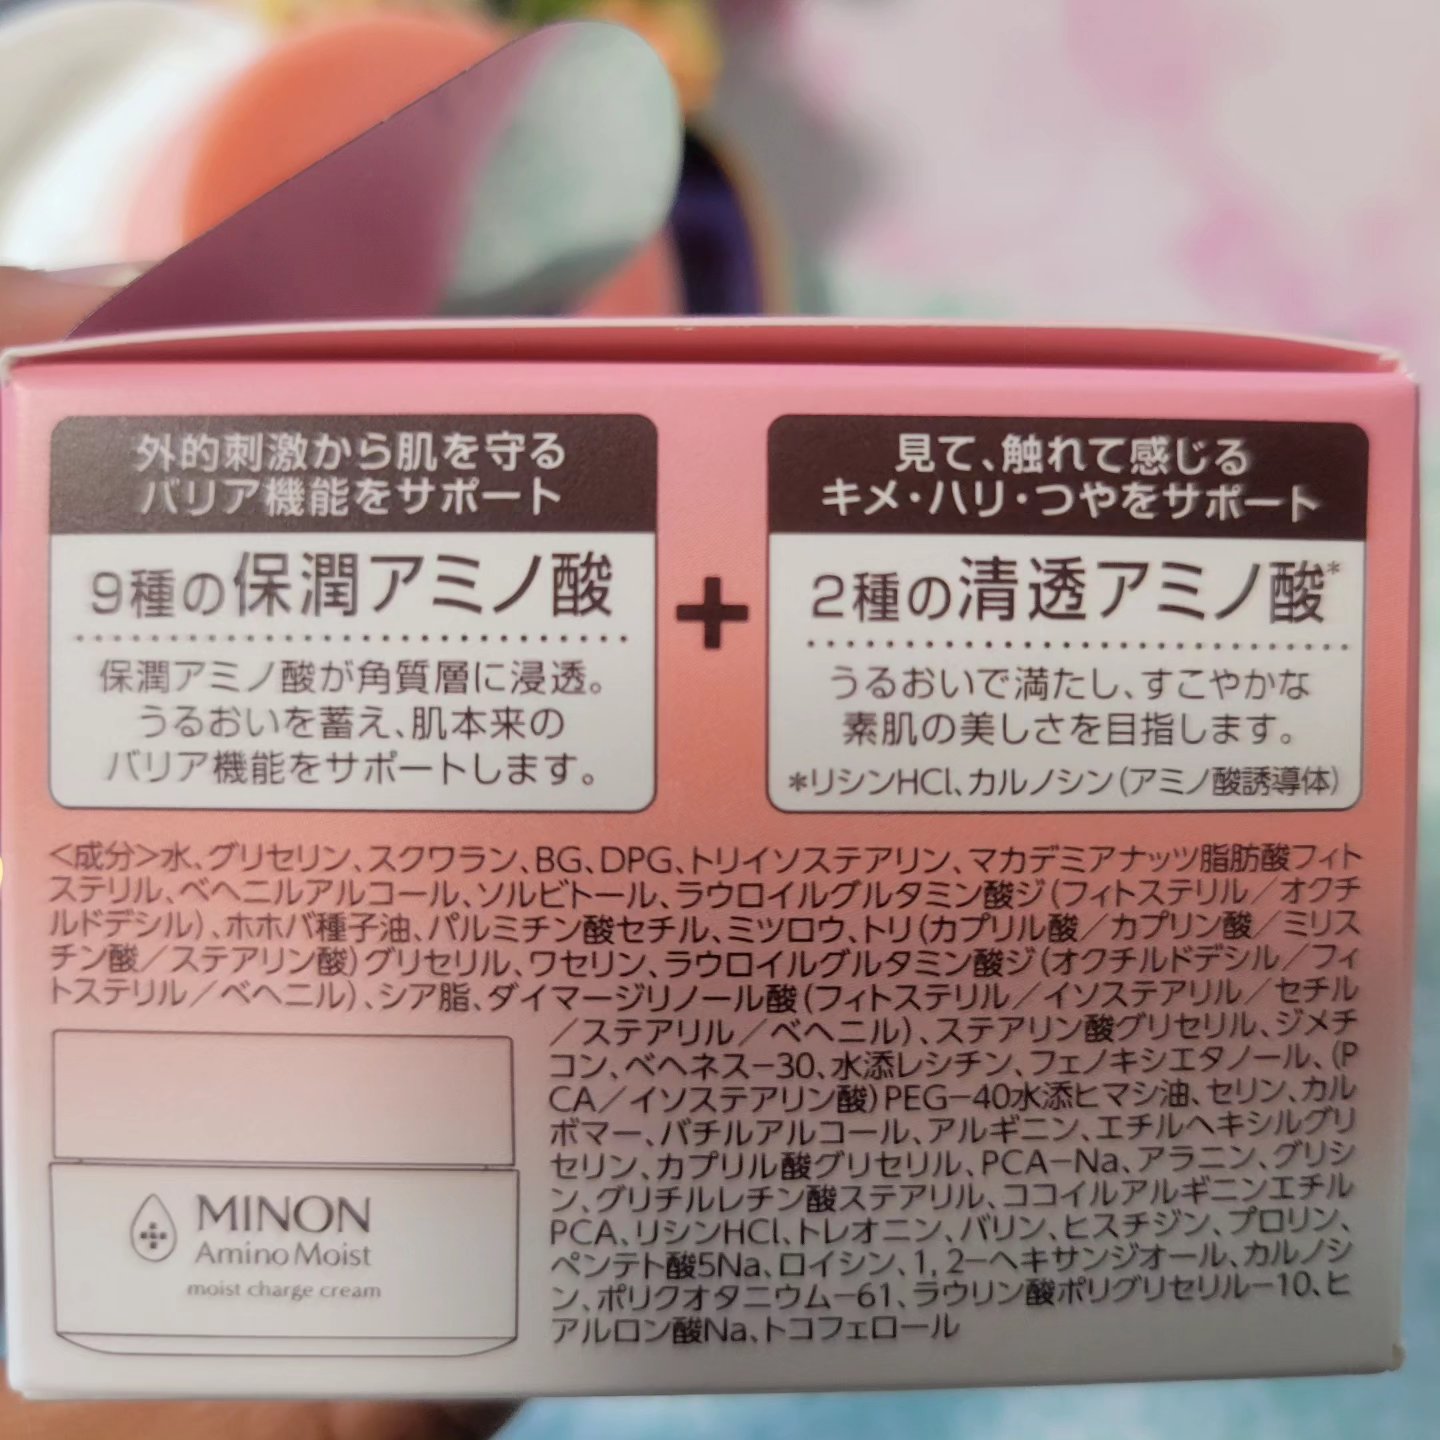 外的刺激から肌を守る
バリア機能をサポート
9種の保潤アミノ酸
保潤アミノ酸が角質層に浸透。
うるおいを蓄え、肌本来の
バリア機能をサポートします。
+
見て、触れて感じる
キメ・ハリ・つやをサポート
2種の清透アミノ酸*
うるおいで満たし、すこやかな
素肌の美しさを目指します。
*リシンHCl、カルノシン(アミノ酸誘導体)
<成分>水、グリセリン、スクワラン、BG、DPG、トリイソステアリン、マカデミアナッツ脂肪酸フィト
ステリル、ベヘニルアルコール、ソルビトール、ラウロイルグルタミン酸ジ(フィトステリル/オクチ
ルドデシル)、ホホバ種子油、パルミチン酸セチル、ミツロウ、トリ(カプリル酸/カプリン酸/ミリス
チン酸/ステアリン酸)グリセリル、ワセリン、ラウロイルグルタミン酸ジ(オクチルドデシル/フィ
トステリル/ベヘニル)、シア脂、ダイマージリノール酸(フィトステリル/イソステアリル/セチル
/ステアリル/ベヘニル)、ステアリン酸グリセリル、ジメチ
コン、ベヘネス-30、水添レシチン、フェノキシエタノール、(P
CA/イソステアリン酸)PEG-40水添ヒマシ油、セリン、カル
ボマー、バチルアルコール、アルギニン、エチルヘキシルグリ
セリン、カプリル酸グリセリル、PCA-Na、アラニン、グリシ
ン、グリチルレチン酸ステアリル、ココイルアルギニンエチル
PCA、リシンHCl、トレオニン、バリン、ヒスチジン、プロリン、
ペンテト酸5Na、ロイシン、1,2-ヘキサンジオール、カルノシ
ン、ポリクオタニウム-61、ラウリン酸ポリグリセリル-10、ヒ
アルロン酸Na、トコフェロール
MINON
Amino Moist
moist charge cream